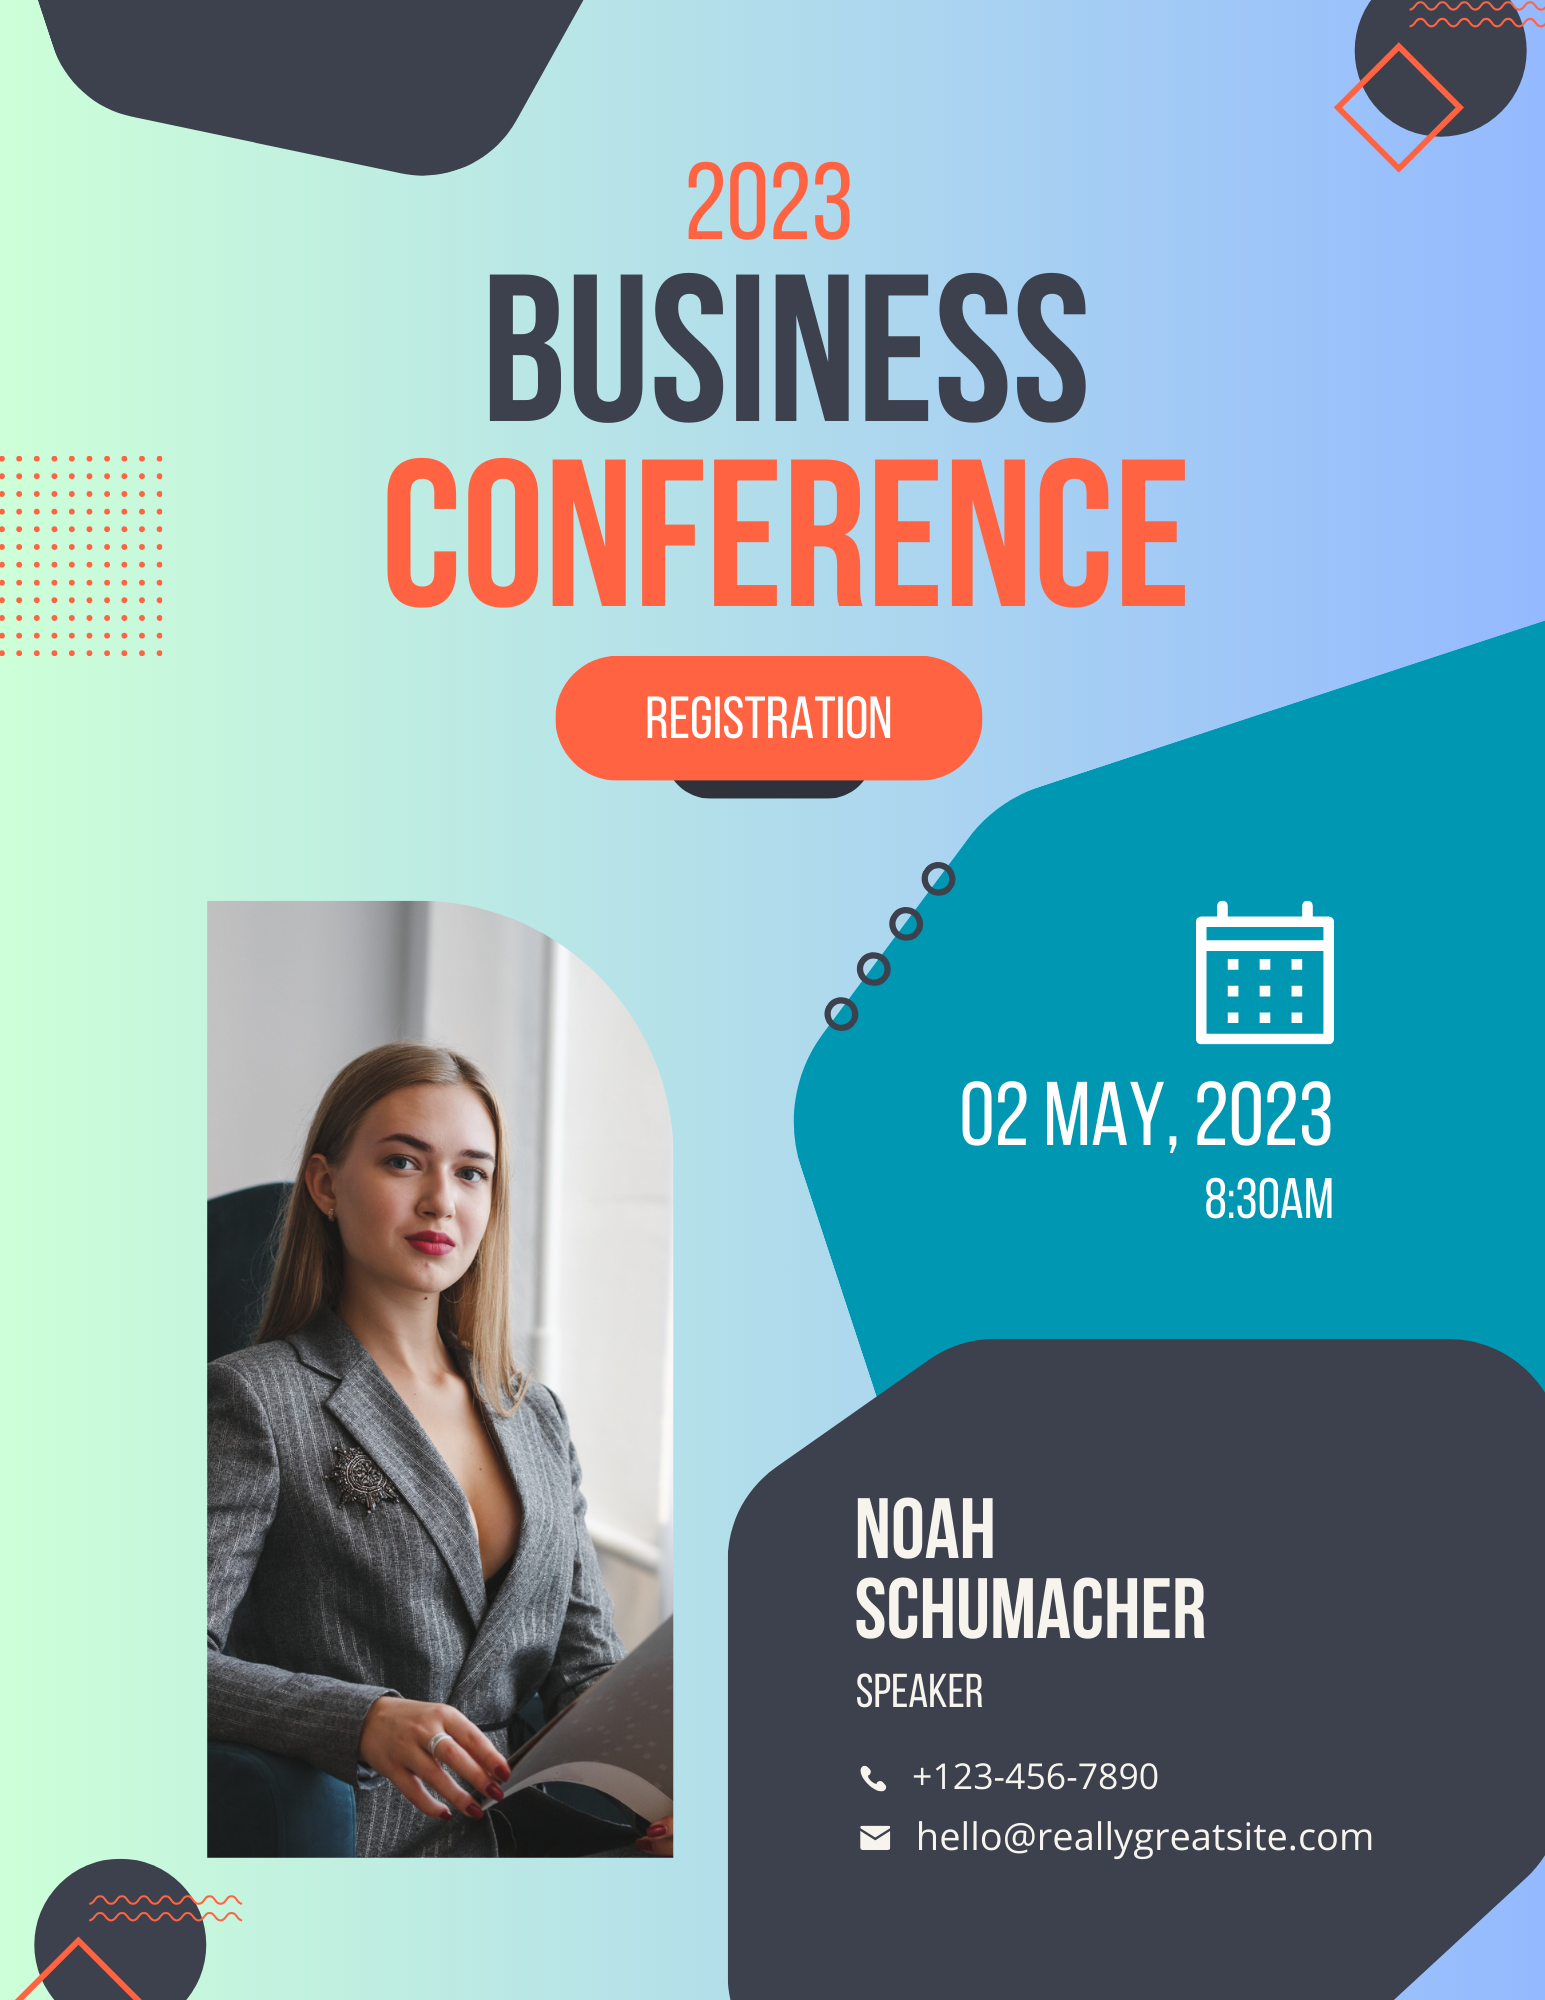 2023
BUSINESS
CONFERENCE
REGISTRATION
02 MAY, 2023
8:30AM
NOAH
SCHUMACHER
SPEAKER
+123-456-7890
hello@reallygreatsite.com